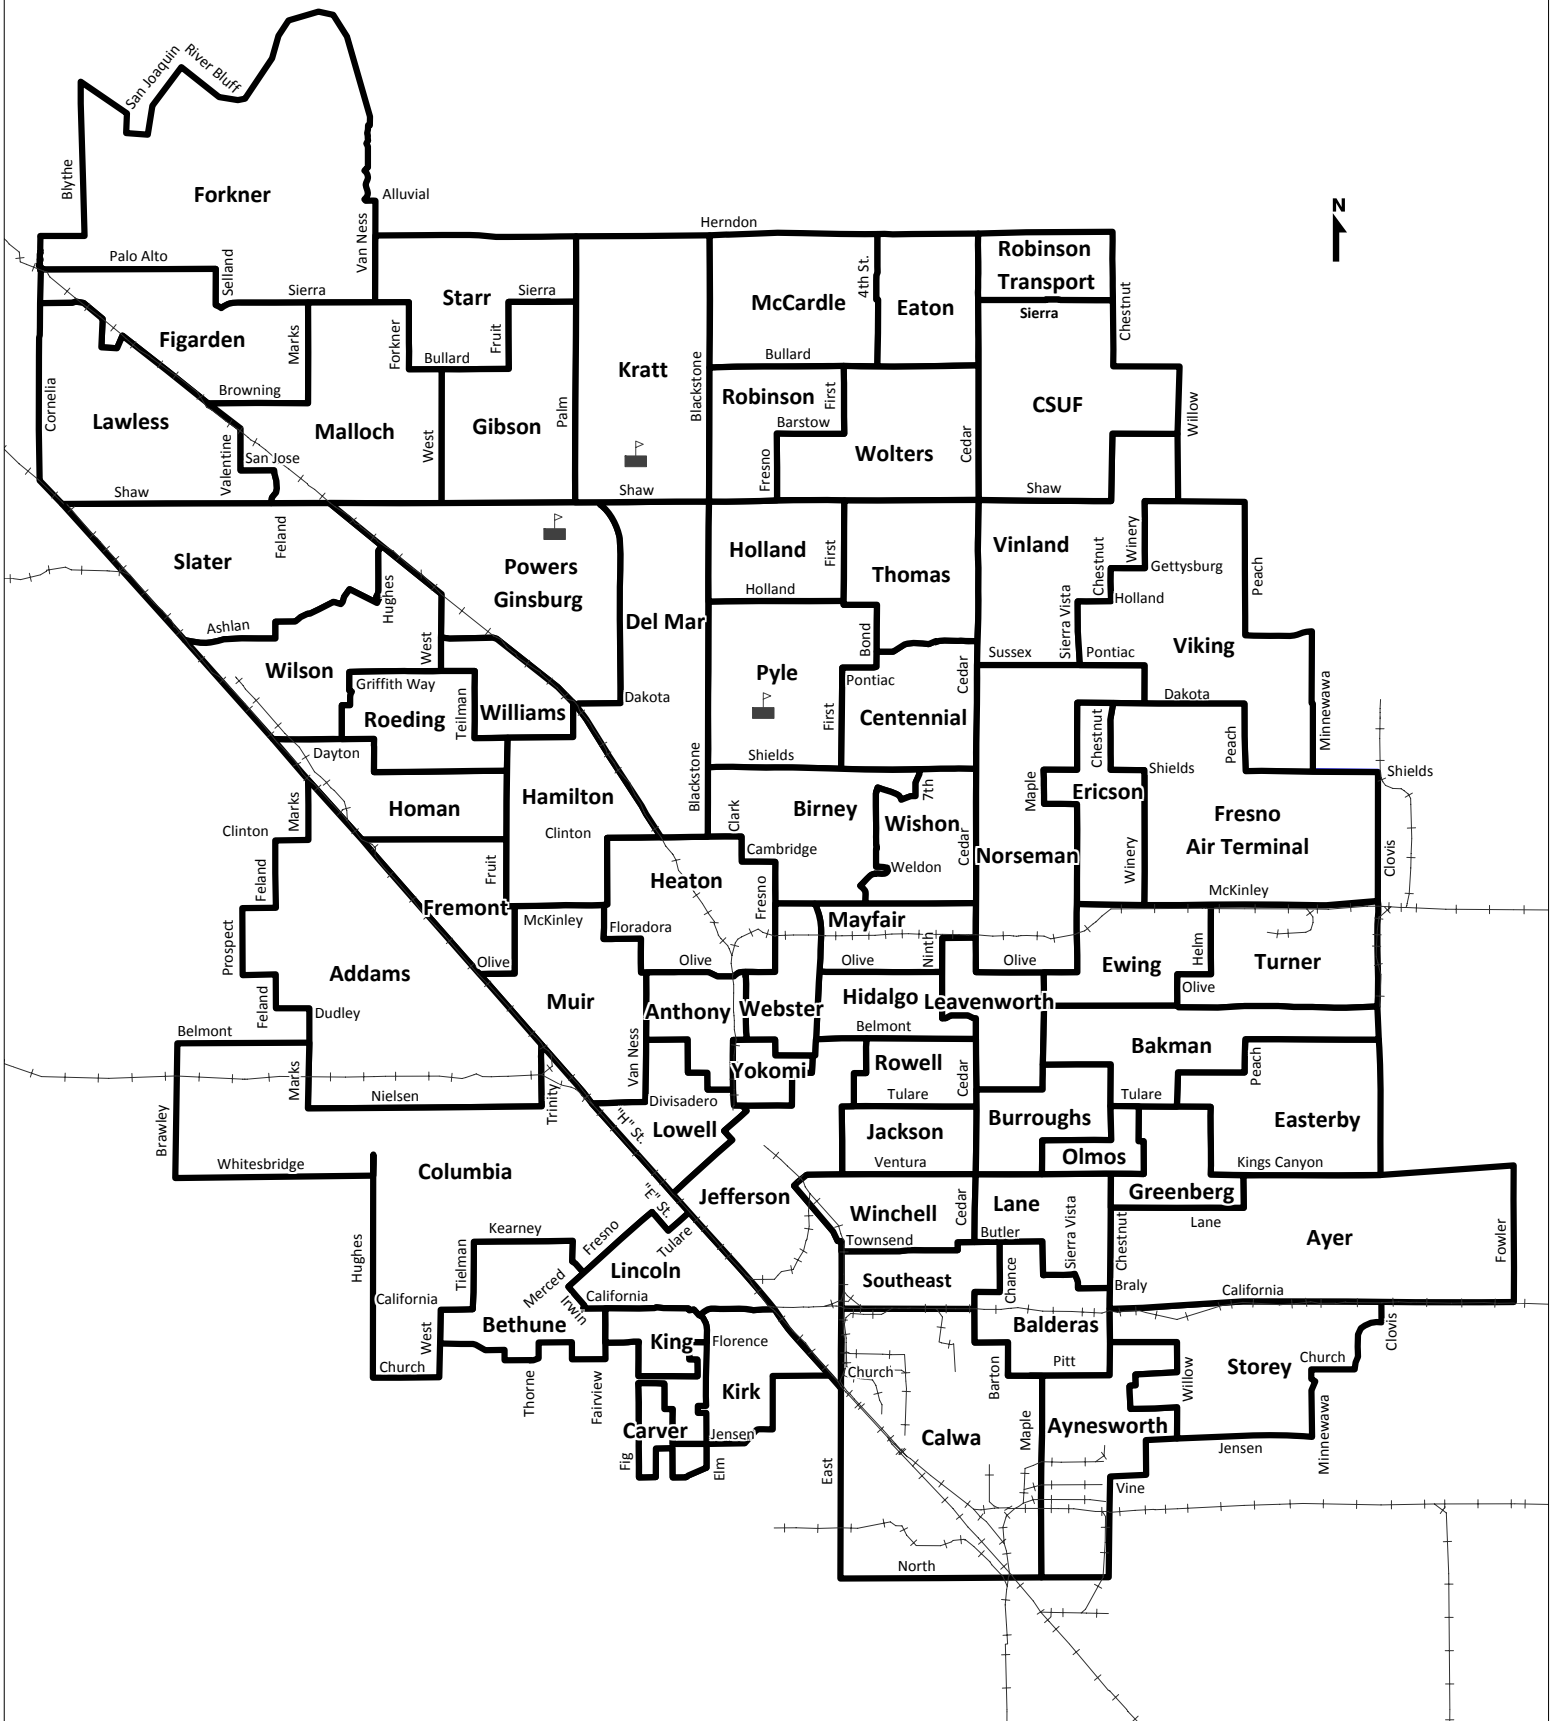 San Joaquin
River Bluff
Blythe
Forkner
Alluvial
Van Ness
N
Herndon
Palo Alto
Selland
Sierra
Starr
Sierra
4th St.
McCardle
Eaton
Robinson
Transport
Sierra
Chestnut
Figarden
Marks
Forkner
Fruit
Bullard
Bullard
Kratt
Blackstone
Browning
Cornelia
Lawless
Malloch
West
Gibson
Palm
Robinson
First
Barstow
CSUF
Willow
Valentine
San Jose
Wolters
Cedar
Fresno
Shaw
Shaw
Shaw
Feland
Slater
Powers
Ginsburg
Holland
First
Holland
Thomas
Vinland
Winery
Chestnut
Gettysburg
Peach
Holland
Hughes
Ashlan
Del Mar
Bond
Sierra Vista
Viking
West
Wilson
Griffith Way
Roeding
Teilman
Williams
Dakota
Pyle
Pontiac
Cedar
Sussex
Pontiac
Dakota
First
Centennial
Minnewawa
Dayton
Shields
Chestnut
Peach
Shields
Shields
Marks
Homan
Hamilton
Blackstone
Clark
Birney
7th
Wishon
Cedar
Maple
Ericson
Fresno
Air Terminal
Clinton
Clinton
Cambridge
Norseman
Winery
Clovis
Feland
Fruit
Heaton
Weldon
McKinley
Fremont
McKinley
Floradora
Fresno
Mayfair
Ninth
Helm
Prospect
Addams
Olive
Olive
Olive
Olive
Ewing
Turner
Olive
Feland
Dudley
Muir
Anthony
Webster
Hidalgo
Leavenworth
Belmont
Belmont
Marks
Van Ness
Yokomi
Rowell
Cedar
Bakman
Peach
Nielsen
Trinity
Divisadero
Tulare
Tulare
Brawley
"H" St.
Lowell
Jackson
Burroughs
Easterby
Whitesbridge
Columbia
Ventura
Olmos
Kings Canyon
"E" St.
Jefferson
Greenberg
Lane
Winchell
Cedar
Lane
Sierra Vista
Chestnut
Ayer
Fowler
Kearney
Fresno
Tulare
Townsend
Butler
Hughes
Tielman
Merced
Irwin
Lincoln
Southeast
Chance
Braly
California
California
California
West
Bethune
King
Florence
Balderas
Clovis
Church
Thorne
Fairview
Kirk
Church
Barton
Pitt
Willow
Storey
Church
Minnewawa
Carver
Jensen
Fig
Elm
East
Calwa
Maple
Aynesworth
Jensen
Vine
North